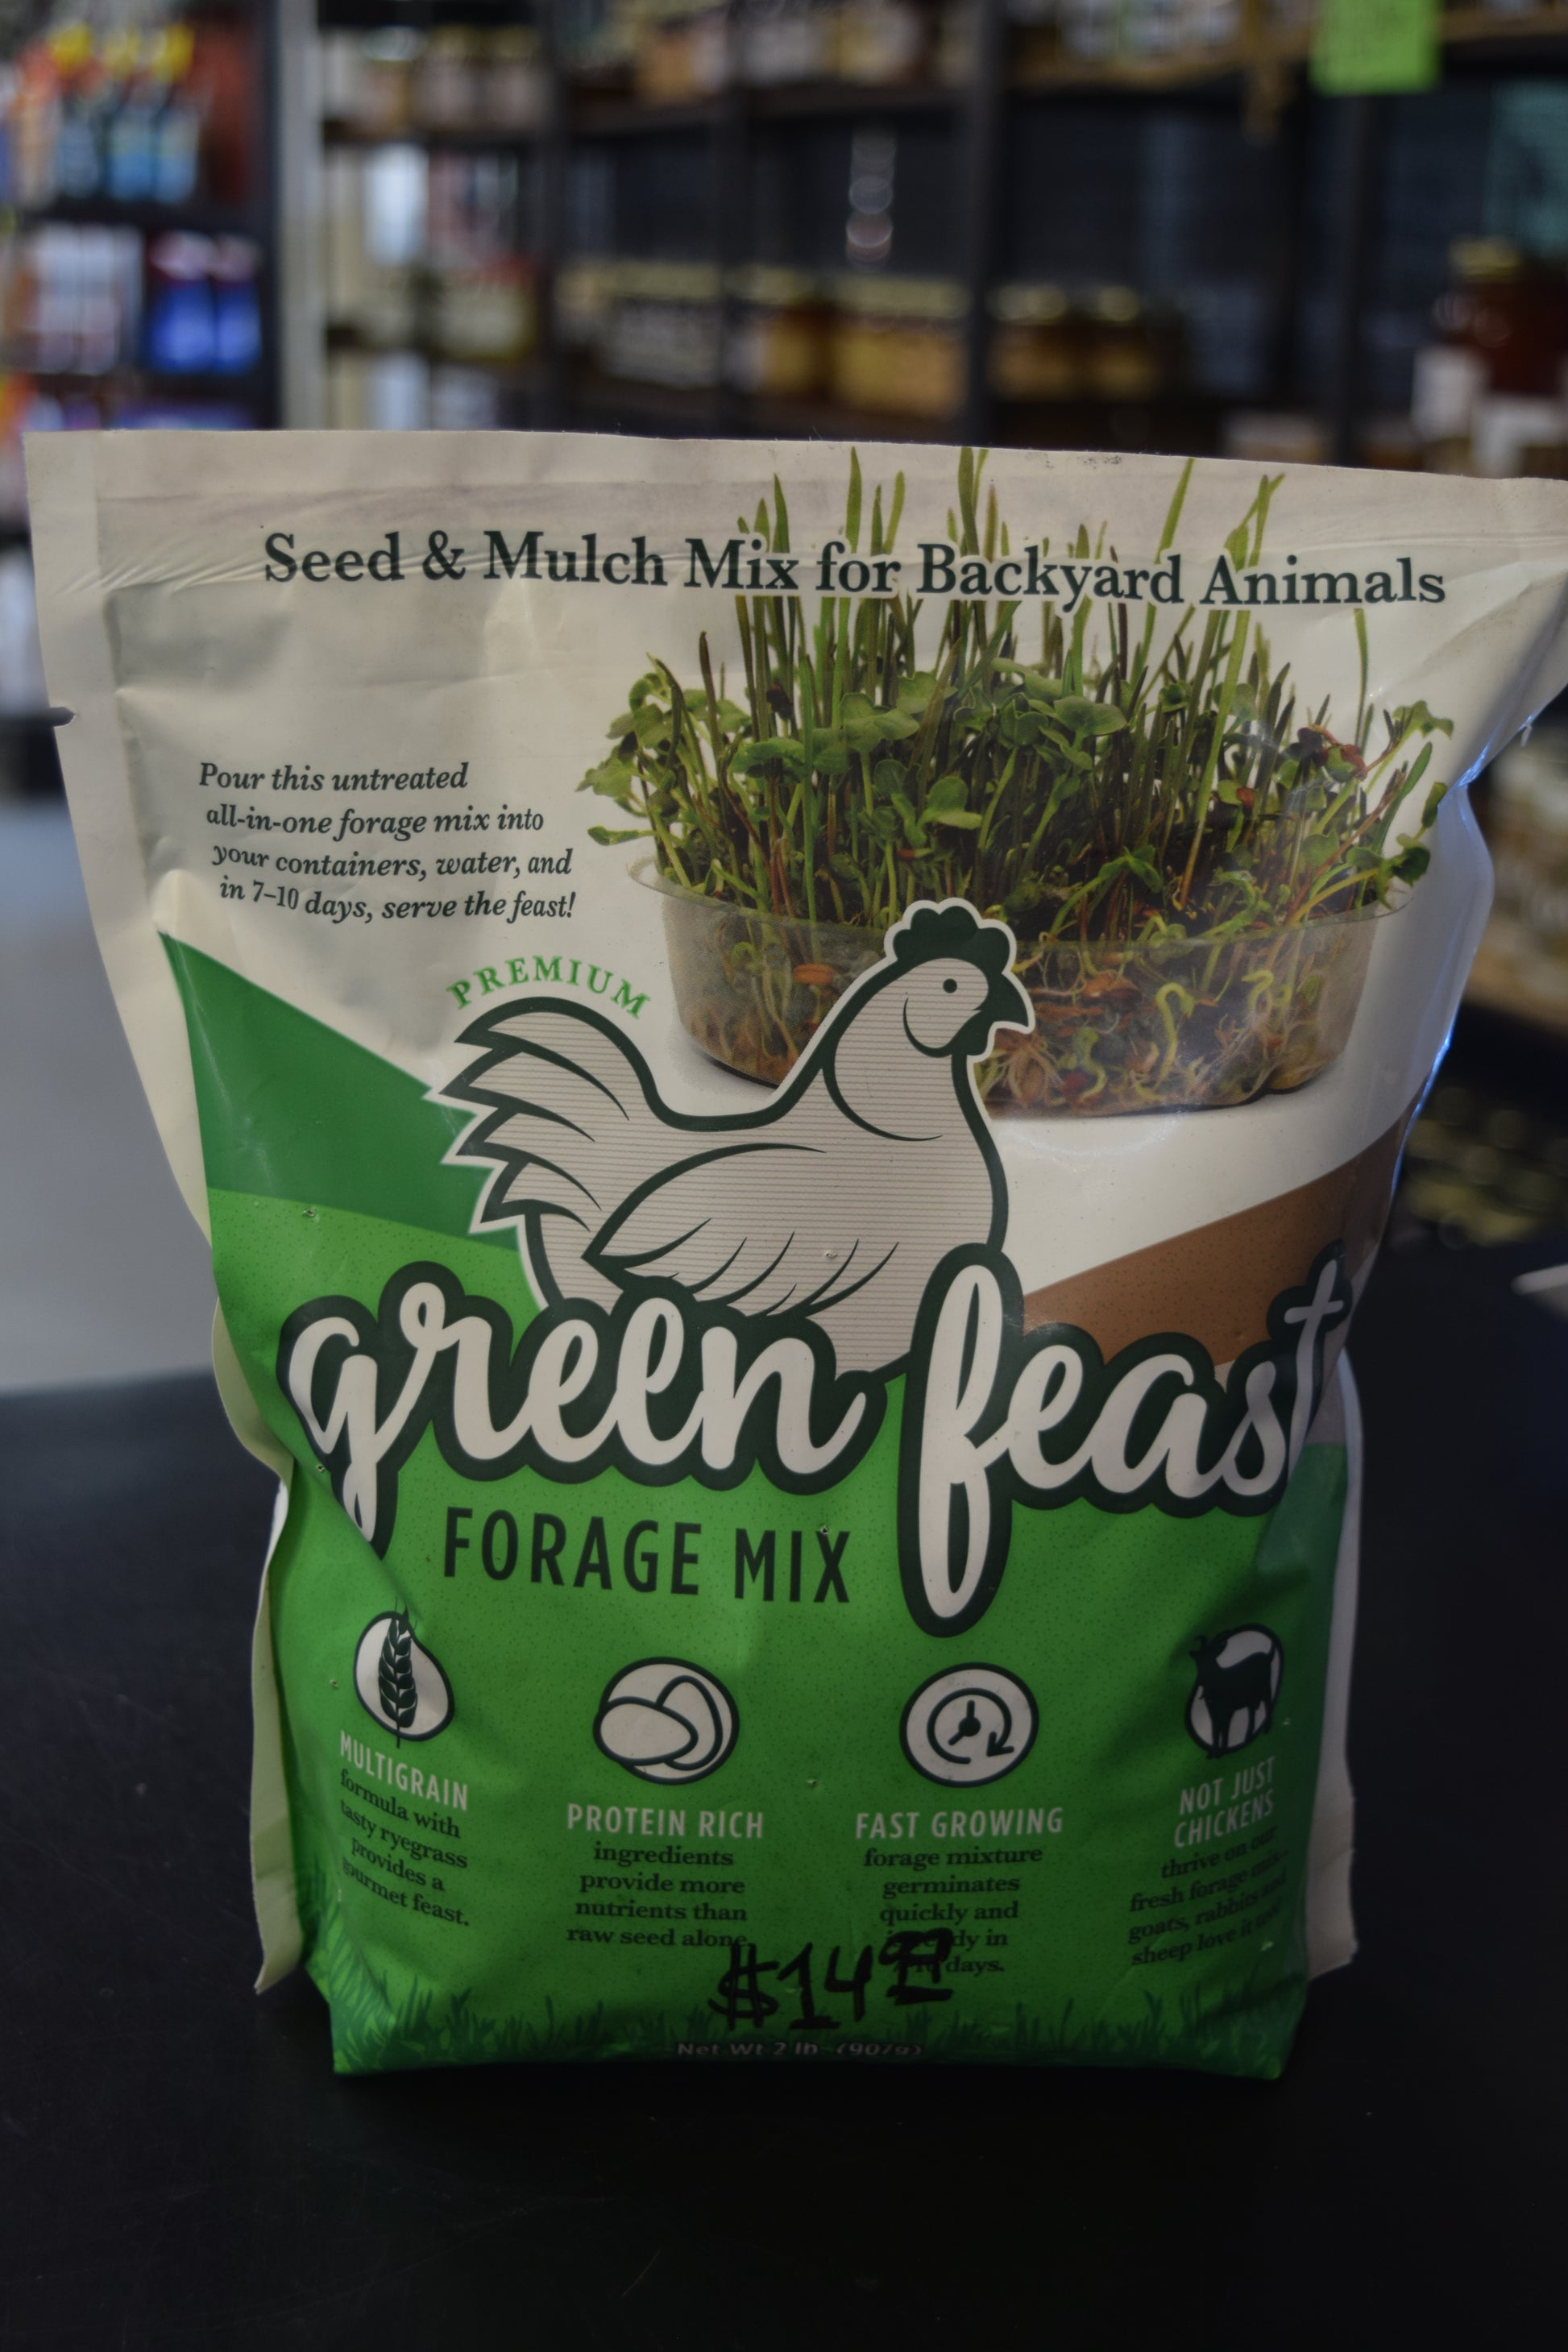 Seed & Mulch Mix for Backyard Animals
Pour this untreated
all-in-one forage mix into
your containers, water, and
in 7–10 days, serve the feast!
PREMIUM
green feast
FORAGE MIX
MULTIGRAIN
formula with
tasty ryegrass
provides a
gourmet feast.
PROTEIN RICH
ingredients
provide more
nutrients than
raw seed alone.
FAST GROWING
forage mixture
germinates
quickly and
in
days.
NOT JUST
CHICKENS
thrive on our
fresh forage mix
goats, rabbits and
sheep love it
$14
Net Wt 2 lb (907g)